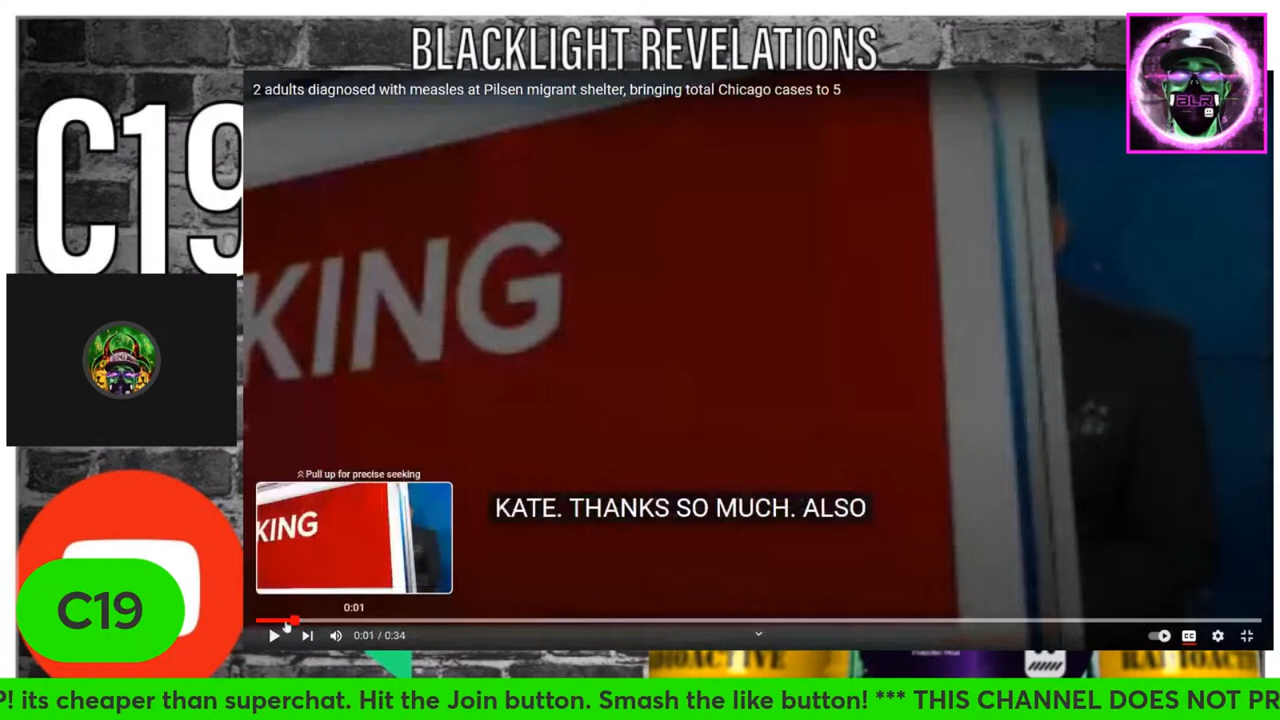 BLACKLIGHT REVELATIONS
2 adults diagnosed with measles at Pilsen migrant shelter, bringing total Chicago cases to 5
C19
BLR
KING
Pull up for precise seeking
KING
KATE. THANKS SO MUCH. ALSO
0:01
C19
0:01 / 0:34
CC
P! its cheaper than superchat. Hit the Join button. Smash the like button! *** THIS CHANNEL DOES NOT PR